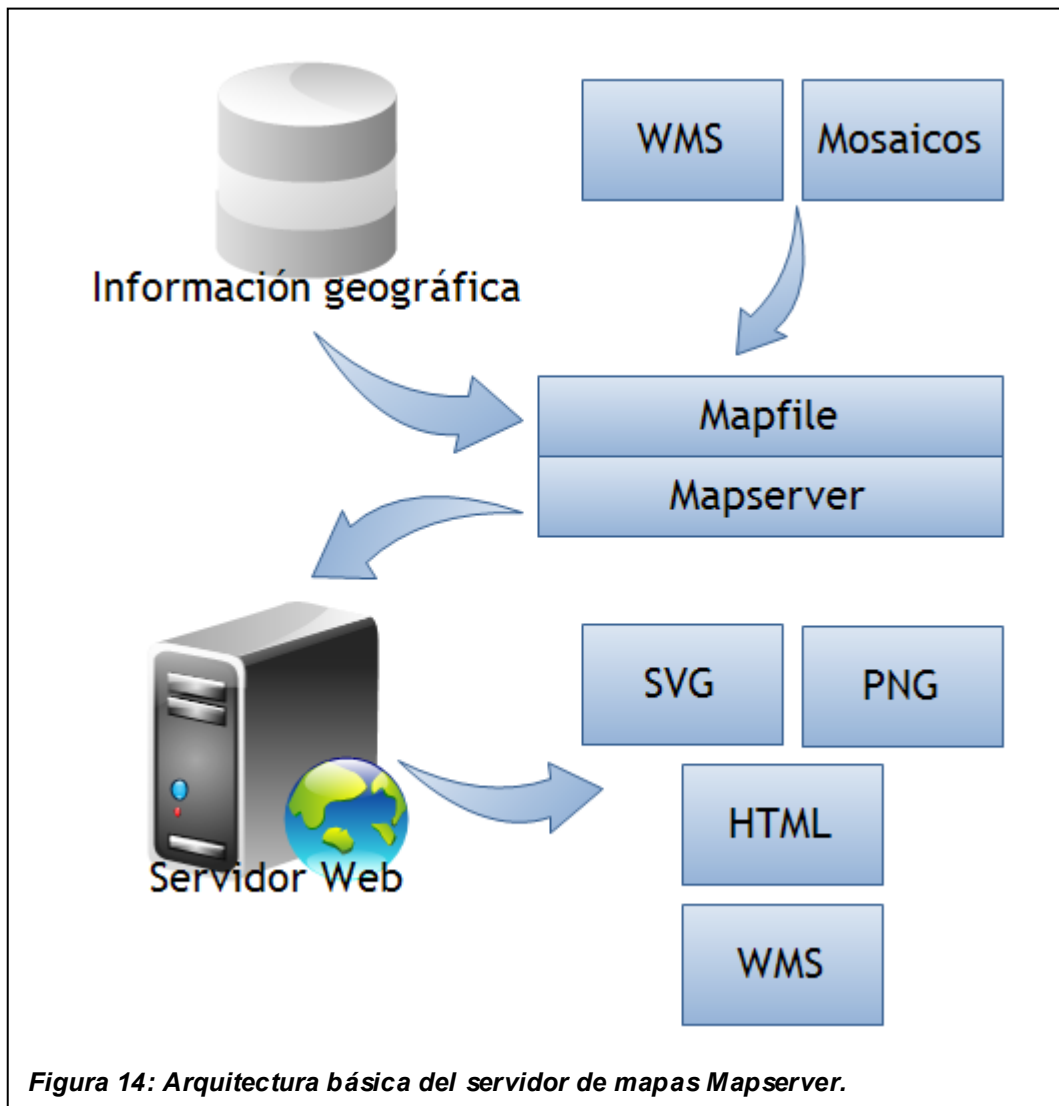 WMS
Mosaicos
Información geográfica
Mapfile
Mapserver
SVG
PNG
HTML
Servidor Web
WMS
Figura 14: Arquitectura básica del servidor de mapas Mapserver.